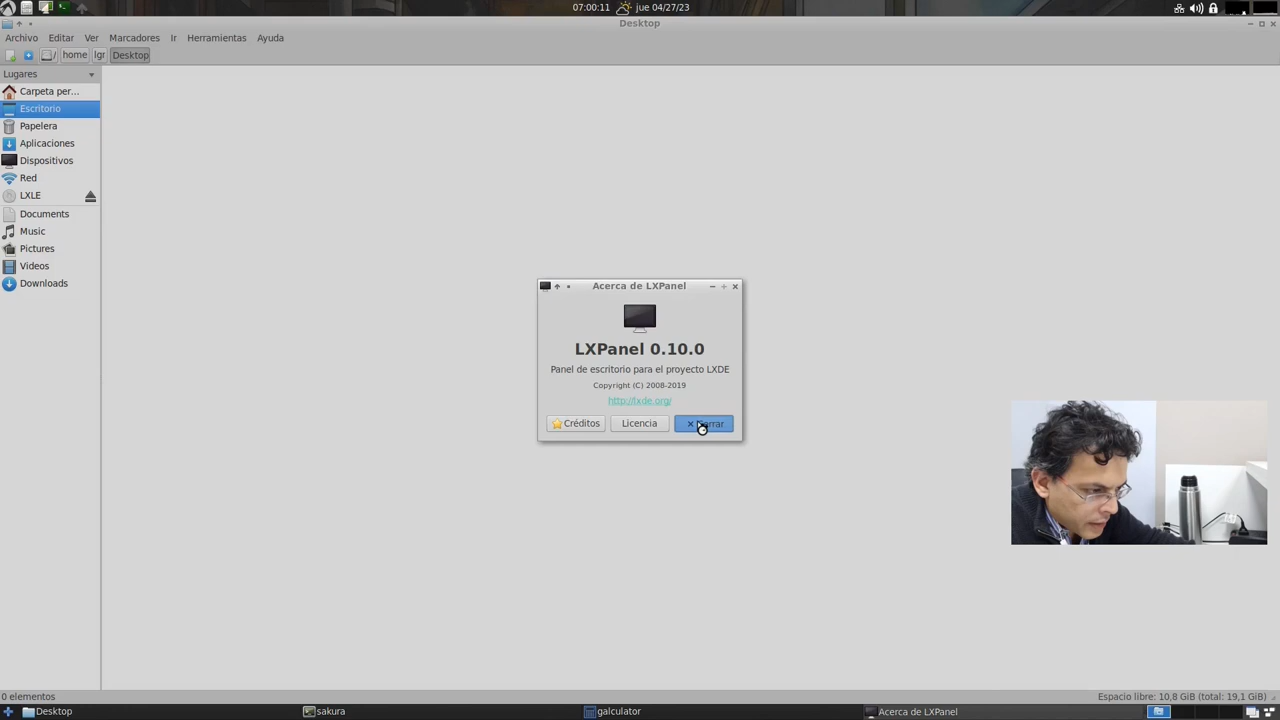 07:00:11 jue 04/27/23
Desktop
Archivo Editar Ver Marcadores Ir Herramientas Ayuda
/ home lgr Desktop
Lugares
Carpeta per...
Escritorio
Papelera
Aplicaciones
Dispositivos
Red
LXLE
Documents
Music
Pictures
Videos
Downloads
Acerca de LXPanel
LXPanel 0.10.0
Panel de escritorio para el proyecto LXDE
Copyright (C) 2008-2019
http://lxde.org/
Créditos Licencia
0 elementos
Espacio libre: 10,8 GiB (total: 19,1 GiB)
Desktop sakura galculator Acerca de LXPanel